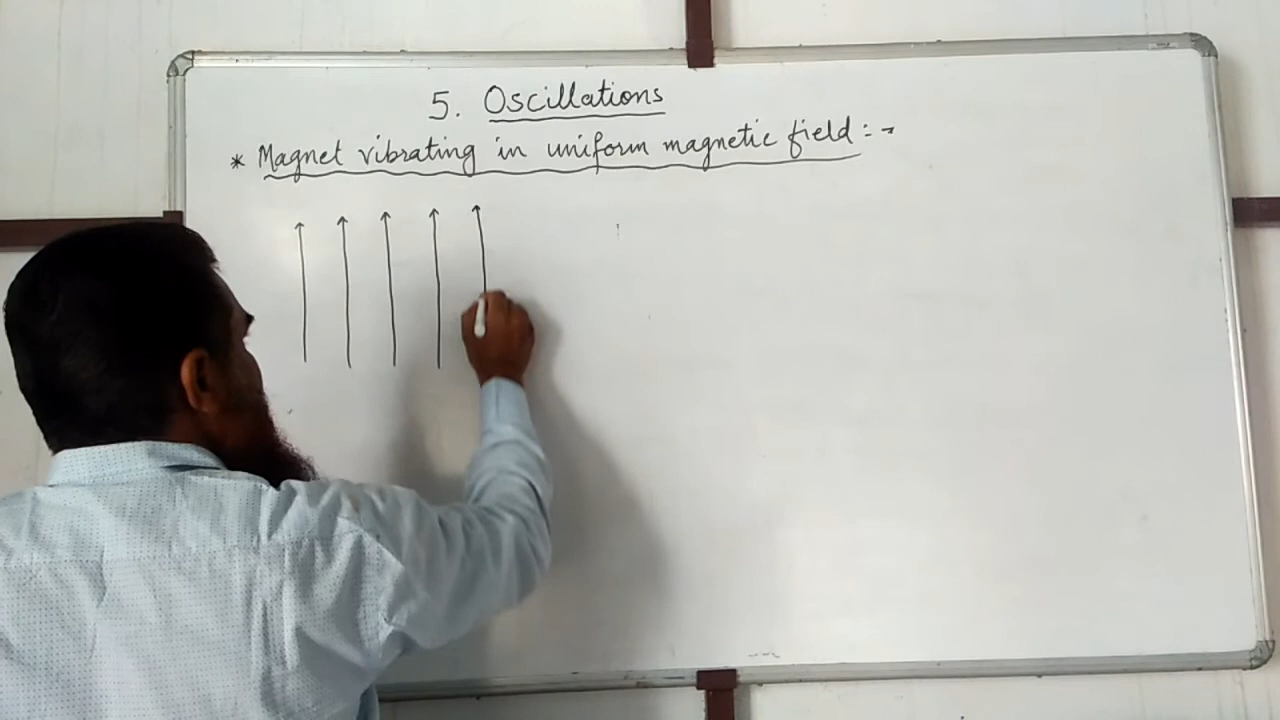 5. Oscillations
* Magnet vibrating in uniform magnetic field :-